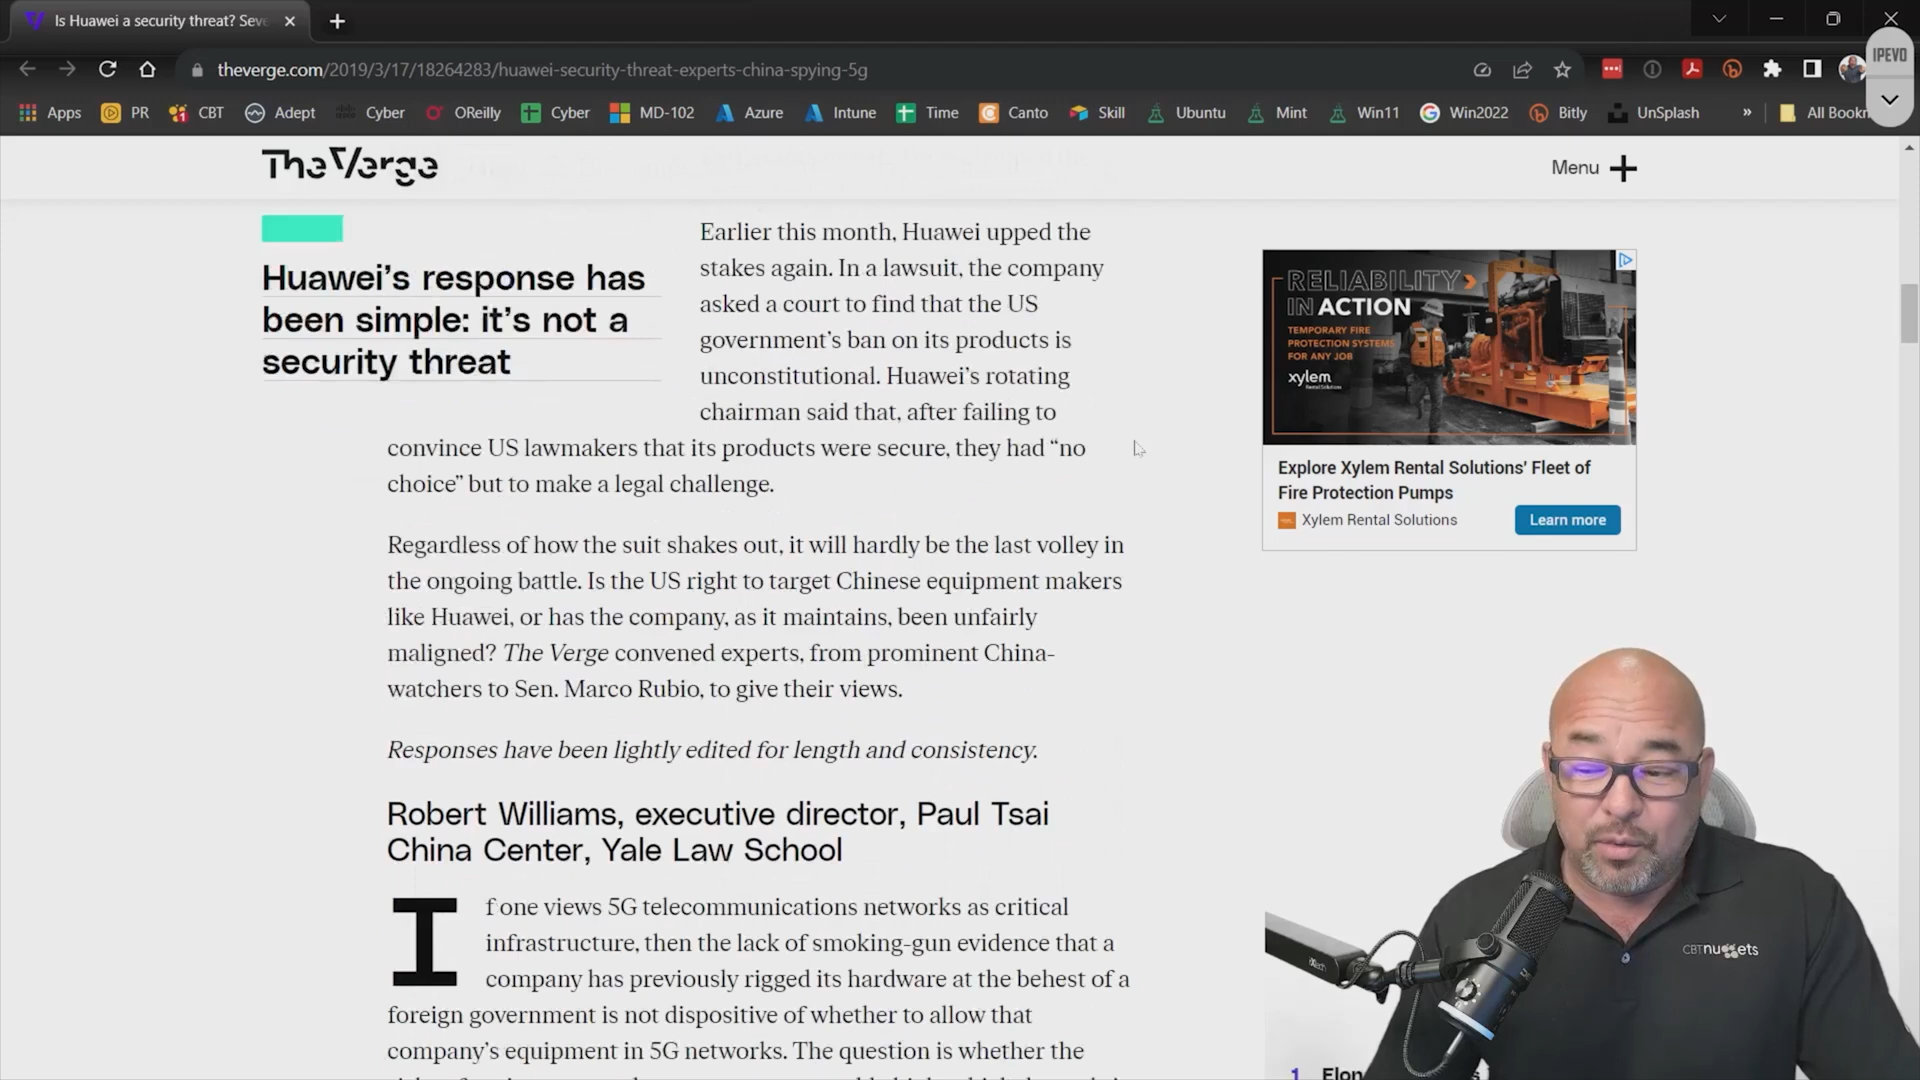 Is Huawei a security threat? Seve
IPEVO
theverge.com/2019/3/17/18264283/huawei-security-threat-experts-china-spying-5g
Apps PR CBT Adept Cyber OReilly Cyber MD-102 Azure Intune Time Canto Skill Ubuntu Mint Win11 Win2022 Bitly UnSplash » All Bookn
The Verge
Menu
Huawei’s response has
been simple: it’s not a
security threat
Earlier this month, Huawei upped the
stakes again. In a lawsuit, the company
asked a court to find that the US
government’s ban on its products is
unconstitutional. Huawei’s rotating
chairman said that, after failing to
convince US lawmakers that its products were secure, they had “no
choice” but to make a legal challenge.
Regardless of how the suit shakes out, it will hardly be the last volley in
the ongoing battle. Is the US right to target Chinese equipment makers
like Huawei, or has the company, as it maintains, been unfairly
maligned? The Verge convened experts, from prominent China-
watchers to Sen. Marco Rubio, to give their views.
Responses have been lightly edited for length and consistency.
Robert Williams, executive director, Paul Tsai
China Center, Yale Law School
If one views 5G telecommunications networks as critical
infrastructure, then the lack of smoking-gun evidence that a
company has previously rigged its hardware at the behest of a
foreign government is not dispositive of whether to allow that
company’s equipment in 5G networks. The question is whether the
RELIABILITY
IN ACTION
TEMPORARY FIRE
PROTECTION SYSTEMS
FOR ANY JOB
xylem
Rental Solutions
Explore Xylem Rental Solutions’ Fleet of
Fire Protection Pumps
Xylem Rental Solutions
Learn more
CBTnuggets
1 Elon